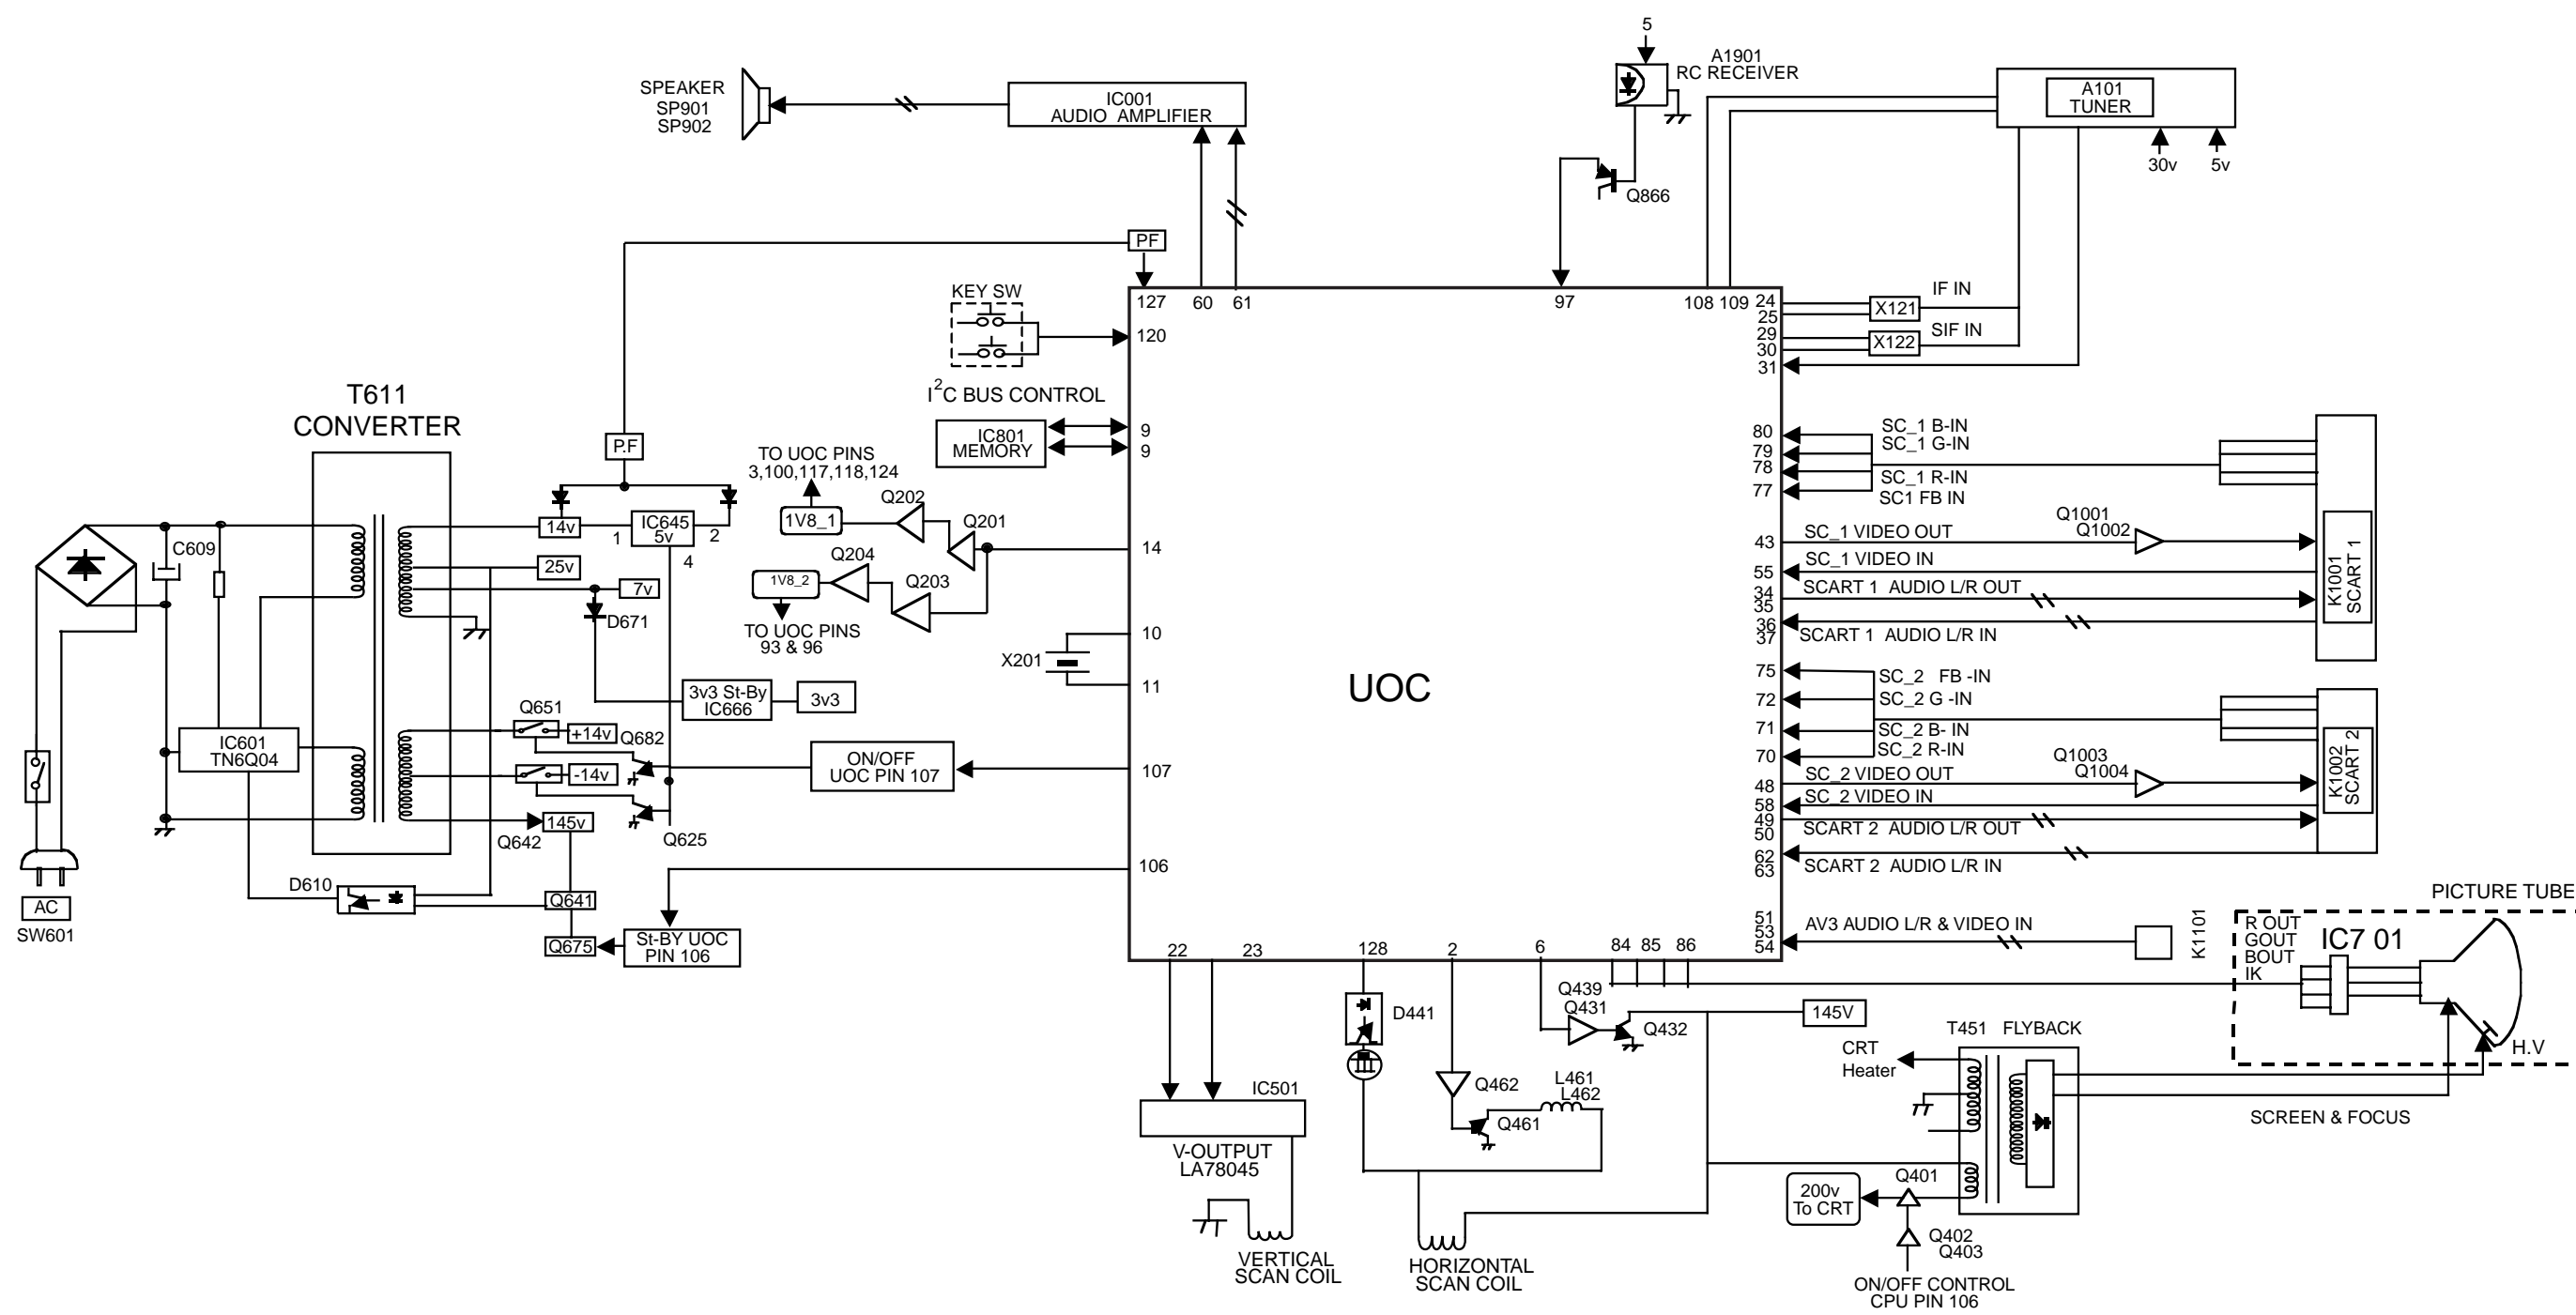 SPEAKER
SP901
SP902
IC001
AUDIO AMPLIFIER
5
A1901
RC RECEIVER
Q866
A101
TUNER
30v
5v
PF
KEY SW
127
60
61
97
108
109
24
25
29
30
31
X121
X122
IF IN
SIF IN
120
I2C BUS CONTROL
IC801
MEMORY
9
9
T611
CONVERTER
P.F
TO UOC PINS
3,100,117,118,124
1V8_1
Q202
Q201
14
Q204
Q203
1V8_2
TO UOC PINS
93 & 96
X201
10
11
UOC
C609
14v
1
IC645
5v
2
4
25v
7v
D671
3v3 St-By
IC666
3v3
IC601
TN6Q04
Q651
+14v
Q682
-14v
145v
Q642
Q625
ON/OFF
UOC PIN 107
107
106
D610
Q641
Q675
St-BY UOC
PIN 106
AC
SW601
80
79
78
77
SC_1 B-IN
SC_1 G-IN
SC_1 R-IN
SC1 FB IN
43
SC_1 VIDEO OUT
Q1001
Q1002
55
SC_1 VIDEO IN
34
35
SCART 1 AUDIO L/R OUT
36
37
SCART 1 AUDIO L/R IN
K1001
SCART 1
75
72
71
70
SC_2 FB -IN
SC_2 G -IN
SC_2 B- IN
SC_2 R-IN
48
SC_2 VIDEO OUT
Q1003
Q1004
58
SC_2 VIDEO IN
49
50
SCART 2 AUDIO L/R OUT
62
63
SCART 2 AUDIO L/R IN
K1002
SCART 2
51
53
54
AV3 AUDIO L/R & VIDEO IN
K1101
PICTURE TUBE
R OUT
GOUT
BOUT
IK
IC7 01
H.V
22
23
128
2
6
84
85
86
D441
Q439
Q431
Q432
145V
IC501
V-OUTPUT
LA78045
VERTICAL
SCAN COIL
Q462
Q461
L461
L462
HORIZONTAL
SCAN COIL
T451 FLYBACK
CRT
Heater
SCREEN & FOCUS
200v
To CRT
Q401
Q402
Q403
ON/OFF CONTROL
CPU PIN 106